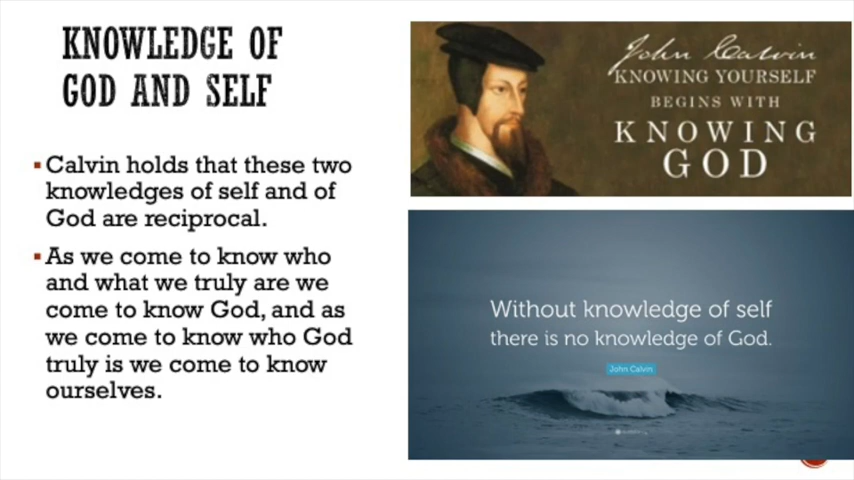 KNOWLEDGE OF
GOD AND SELF
Calvin holds that these two
knowledges of self and of
God are reciprocal.
As we come to know who
and what we truly are we
come to know God, and as
we come to know who God
truly is we come to know
ourselves.
John Calvin
KNOWING YOURSELF
BEGINS WITH
KNOWING
GOD
Without knowledge of self
there is no knowledge of God.
John Calvin